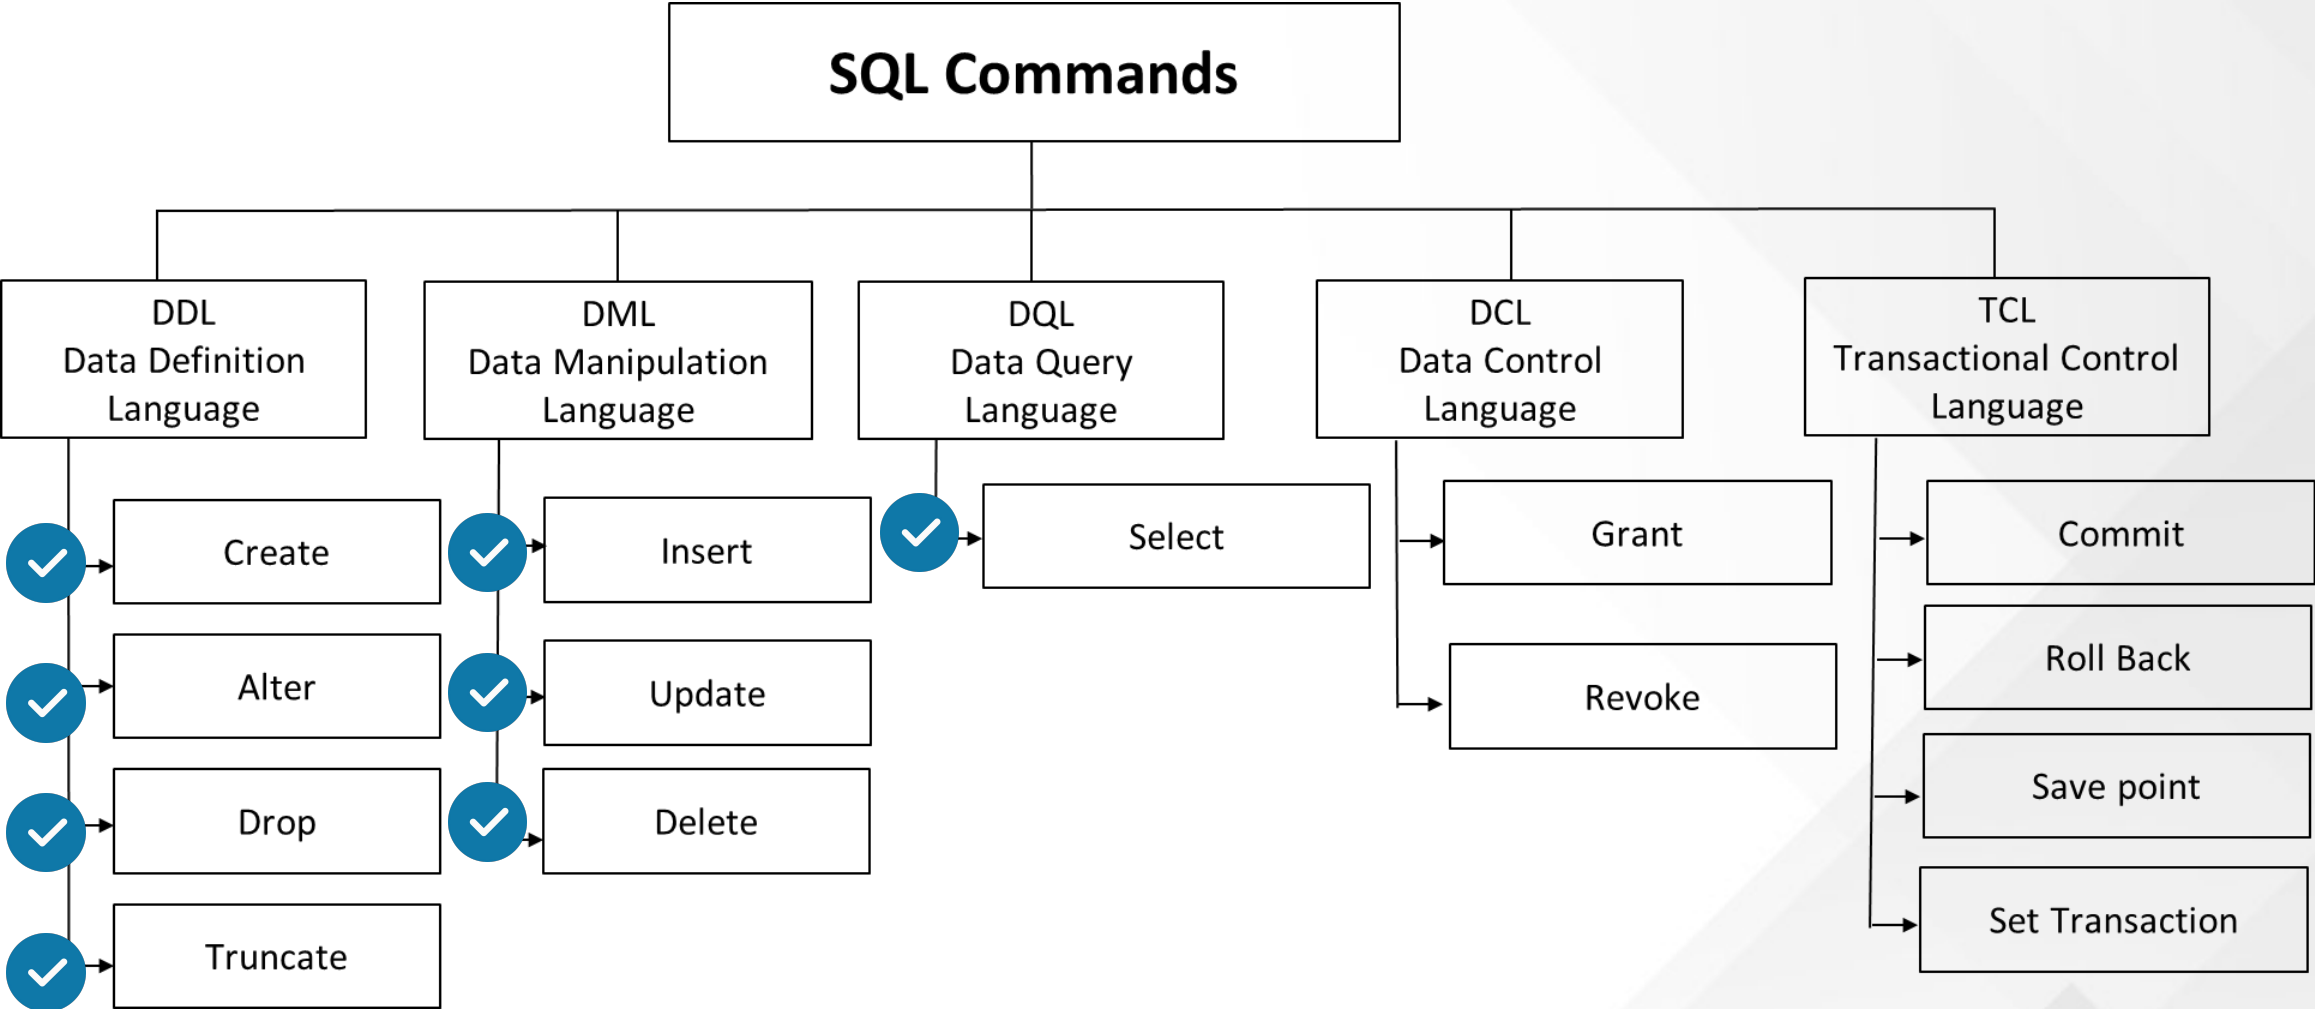 SQL Commands
DDL
Data Definition
Language
DML
Data Manipulation
Language
DQL
Data Query
Language
DCL
Data Control
Language
TCL
Transactional Control
Language
Create
Alter
Drop
Truncate
Insert
Update
Delete
Select
Grant
Revoke
Commit
Roll Back
Save point
Set Transaction